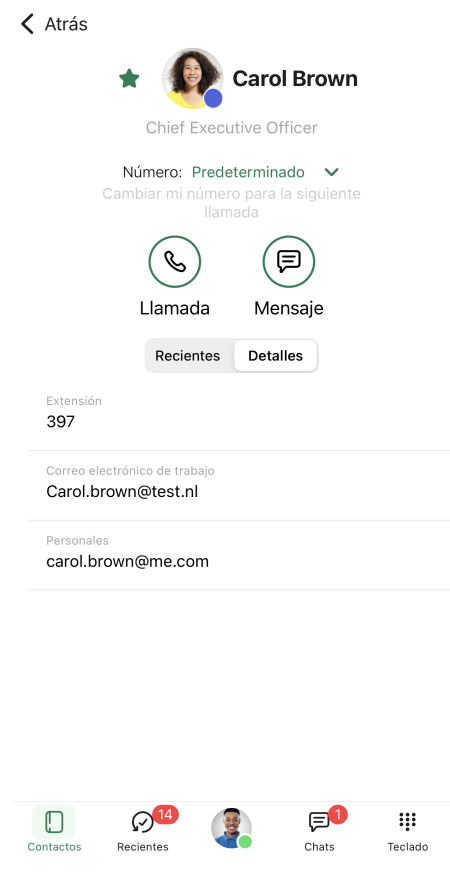 Atrás
Carol Brown
Chief Executive Officer
Número: Predeterminado
Cambiar mi número para la siguiente
llamada
Llamada Mensaje
Recientes Detalles
Extensión
397
Correo electrónico de trabajo
Carol.brown@test.nl
Personales
carol.brown@me.com
14 1
Contactos Recientes Chats Teclado